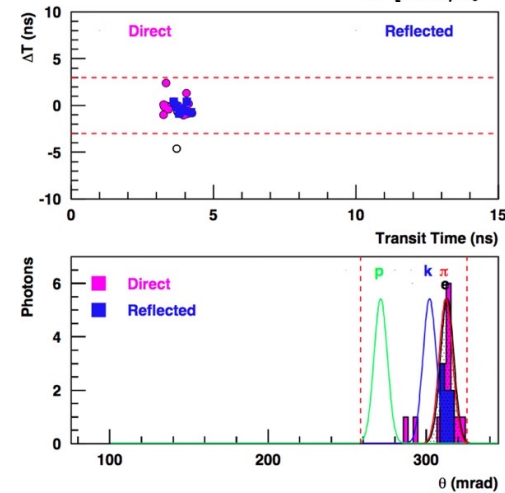 ΔT (ns)
10
5
0
-5
-10
Direct
Reflected
0
5
10
15
Transit Time (ns)
Photons
6
4
2
0
Direct
Reflected
p
k
π
e
100
200
300
θ (mrad)